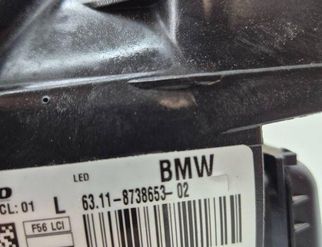 LED BMW
CL: 01 L 63.11-8738653-02
F56 LCI